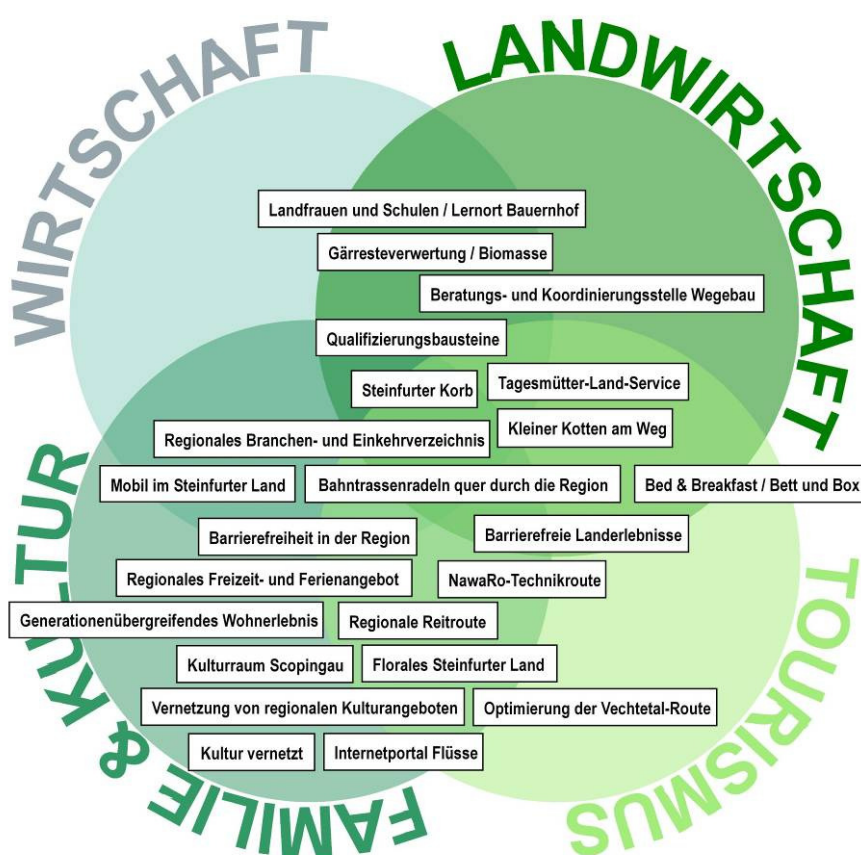 WIRTSCHAFT
LANDWIRTSCHAFT
Landfrauen und Schulen / Lernort Bauernhof
Gärresteverwertung / Biomasse
Beratungs- und Koordinierungsstelle Wegebau
Qualifizierungsbausteine
Steinfurter Korb
Tagesmütter-Land-Service
Kleiner Kotten am Weg
Regionales Branchen- und Einkehrverzeichnis
Mobil im Steinfurter Land
Bahntrassenradeln quer durch die Region
Bed & Breakfast / Bett und Box
Barrierefreiheit in der Region
Barrierefreie Landerlebnisse
Regionales Freizeit- und Ferienangebot
NawaRo-Technikroute
Generationenübergreifendes Wohnerlebnis
Regionale Reitroute
Kulturraum Scopingau
Florales Steinfurter Land
Vernetzung von regionalen Kulturangeboten
Optimierung der Vechtetal-Route
Kultur vernetzt
Internetportal Flüsse
FAMILIE & KULTUR
TOURISMUS